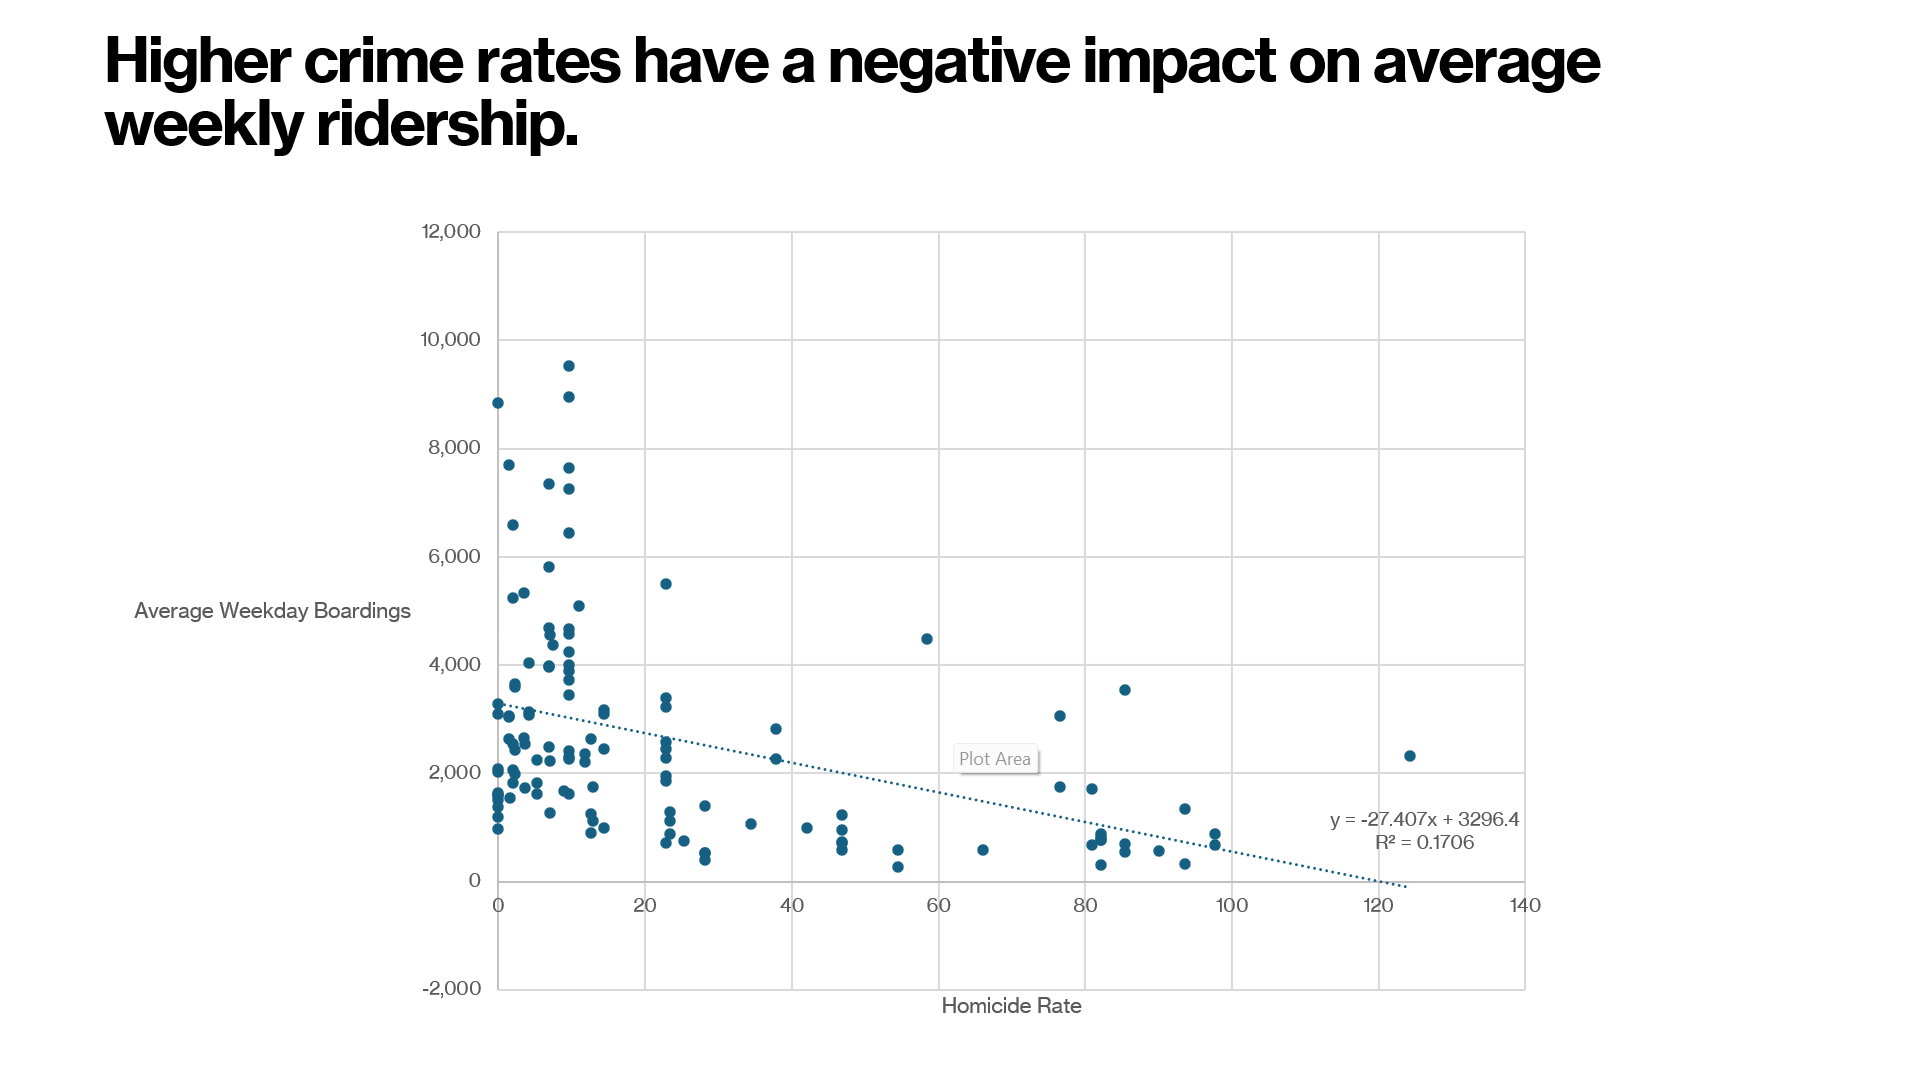 Higher crime rates have a negative impact on average
weekly ridership.
12,000
10,000
8,000
6,000
Average Weekday Boardings
4,000
2,000
0
-2,000
Plot Area
y = -27.407x + 3296.4
R² = 0.1706
0 20 40 60 80 100 120 140
Homicide Rate